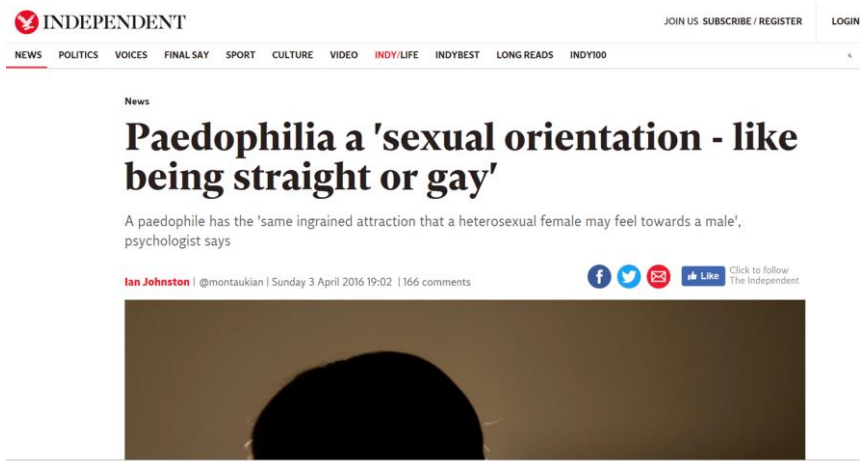 INDEPENDENT
JOIN US SUBSCRIBE / REGISTER LOGIN
NEWS POLITICS VOICES FINAL SAY SPORT CULTURE VIDEO INDY/LIFE INDYBEST LONG READS INDY100
News
Paedophilia a 'sexual orientation - like
being straight or gay'
A paedophile has the 'same ingrained attraction that a heterosexual female may feel towards a male',
psychologist says
Ian Johnston | @montaukian | Sunday 3 April 2016 19:02 | 166 comments
Like
Click to follow
The Independent